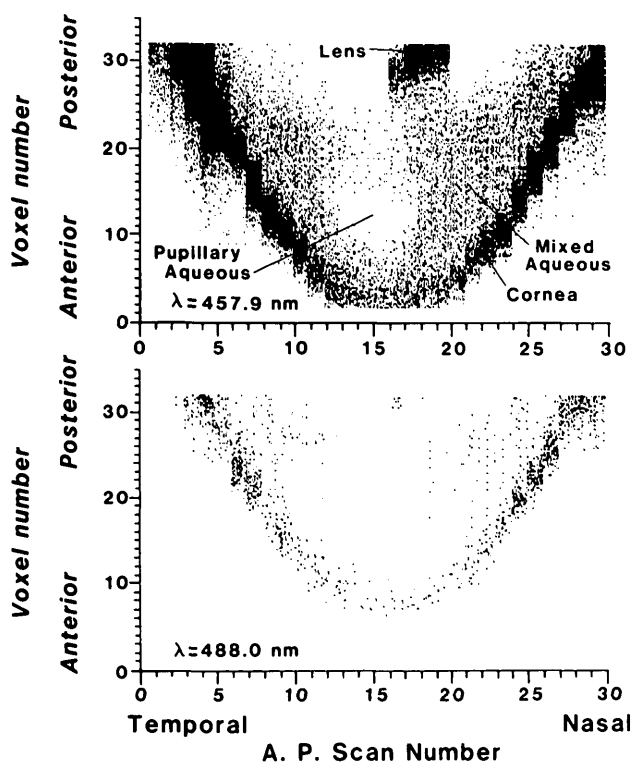 Lens
Posterior
30
Voxel number
20
Anterior
10
Pupillary
Aqueous
Mixed
Aqueous
Cornea
λ=457.9 nm
0
0 5 10 15 20 25 30
Posterior
30
Voxel number
20
Anterior
10
λ=488.0 nm
0
0 5 10 15 20 25 30
Temporal Nasal
A. P. Scan Number